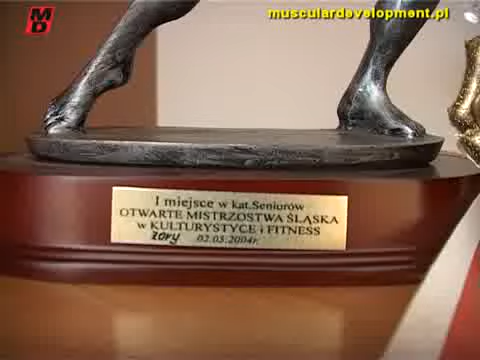 MD
musculardevelopment.pl
I miejsce w kat.Seniorów
OTWARTE MISTRZOSTWA ŚLĄSKA
w KULTURYSTYCE i FITNESS
żory 02.05.2004r.